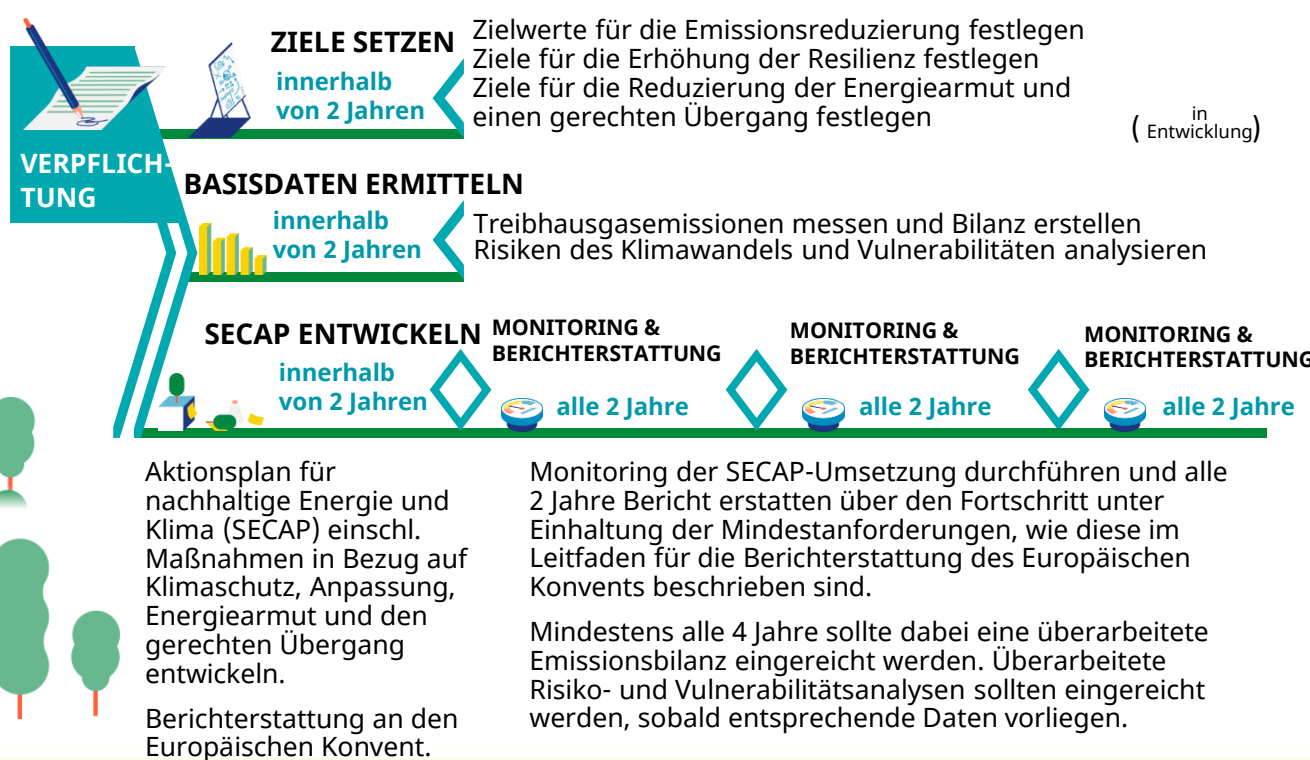 VERPFLICH-
TUNG
ZIELE SETZEN
innerhalb
von 2 Jahren
Zielwerte für die Emissionsreduzierung festlegen
Ziele für die Erhöhung der Resilienz festlegen
Ziele für die Reduzierung der Energiearmut und
einen gerechten Übergang festlegen
( in
Entwicklung)
BASISDATEN ERMITTELN
innerhalb
von 2 Jahren
Treibhausgasemissionen messen und Bilanz erstellen
Risiken des Klimawandels und Vulnerabilitäten analysieren
SECAP ENTWICKELN
innerhalb
von 2 Jahren
MONITORING &
BERICHTERSTATTUNG
alle 2 Jahre
MONITORING &
BERICHTERSTATTUNG
alle 2 Jahre
MONITORING &
BERICHTERSTATTUNG
alle 2 Jahre
Aktionsplan für
nachhaltige Energie und
Klima (SECAP) einschl.
Maßnahmen in Bezug auf
Klimaschutz, Anpassung,
Energiearmut und den
gerechten Übergang
entwickeln.
Berichterstattung an den
Europäischen Konvent.
Monitoring der SECAP-Umsetzung durchführen und alle
2 Jahre Bericht erstatten über den Fortschritt unter
Einhaltung der Mindestanforderungen, wie diese im
Leitfaden für die Berichterstattung des Europäischen
Konvents beschrieben sind.
Mindestens alle 4 Jahre sollte dabei eine überarbeitete
Emissionsbilanz eingereicht werden. Überarbeitete
Risiko- und Vulnerabilitätsanalysen sollten eingereicht
werden, sobald entsprechende Daten vorliegen.